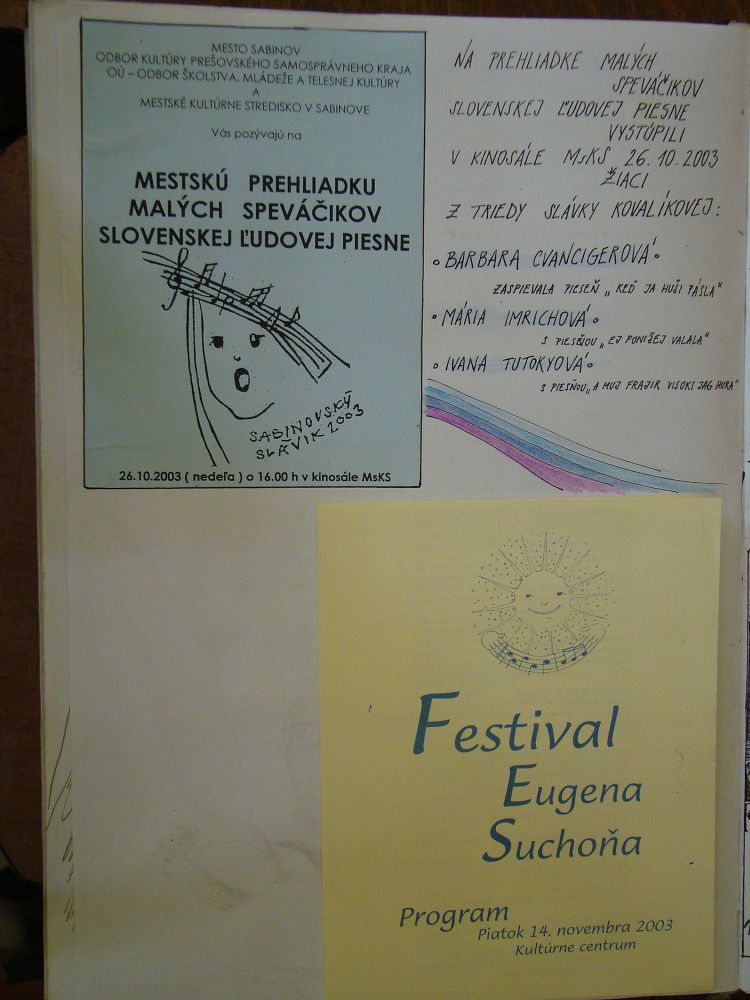 MESTO SABINOV
ODBOR KULTÚRY PREŠOVSKÉHO SAMOSPRÁVNEHO KRAJA
OÚ – ODBOR ŠKOLSTVA, MLÁDEŽE A TELESNEJ KULTÚRY
A
MESTSKÉ KULTÚRNE STREDISKO V SABINOVE
Vás pozývajú na
MESTSKÚ PREHLIADKU
MALÝCH SPEVÁČIKOV
SLOVENSKEJ ĽUDOVEJ PIESNE
SABINOVSKÝ
SLÁVIK 2003
26.10.2003 ( nedeľa ) o 16.00 h v kinosále MsKS
NA PREHLIADKE MALÝCH
SPEVÁČIKOV
SLOVENSKEJ ĽUDOVEJ PIESNE
VYSTÚPILI
V KINOSÁLE MsKS 26.10.2003
ŽIACI
Z TRIEDY SLÁVKY KOVALÍKOVEJ:
BARBARA CVANCIGEROVÁ
ZASPIEVALA PIESEŇ „KEĎ JA HUŠI PÁSLA"
MÁRIA IMRICHOVÁ
S PIESŇOU „EJ PONIŽEJ VALALA"
IVANA TUTOKYOVÁ
S PIESŇOU „A MUJ FRAJIR VISOKI JAG HURA"
Festival
Eugena
Suchoňa
Program
Piatok 14. novembra 2003
Kultúrne centrum